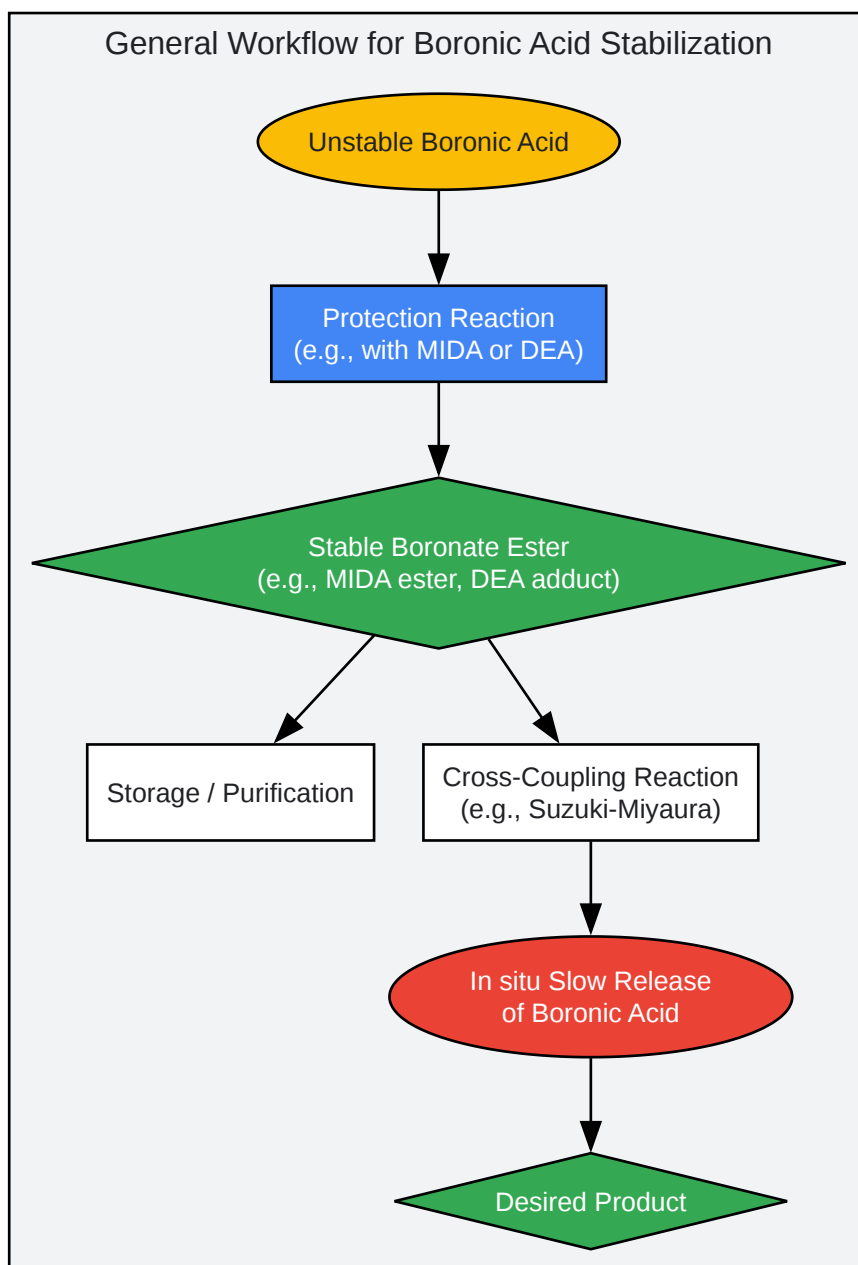 General Workflow for Boronic Acid Stabilization
Unstable Boronic Acid
Protection Reaction
(e.g., with MIDA or DEA)
Stable Boronate Ester
(e.g., MIDA ester, DEA adduct)
Storage / Purification
Cross-Coupling Reaction
(e.g., Suzuki-Miyaura)
In situ Slow Release
of Boronic Acid
Desired Product